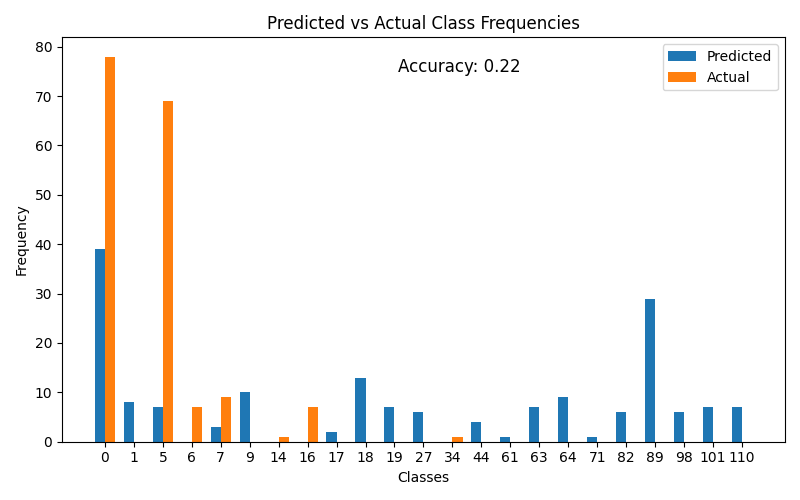 Predicted vs Actual Class Frequencies
Accuracy: 0.22
Predicted
Actual
Frequency
80
70
60
50
40
30
20
10
0
0 1 5 6 7 9 14 16 17 18 19 27 34 44 61 63 64 71 82 89 98 101 110
Classes